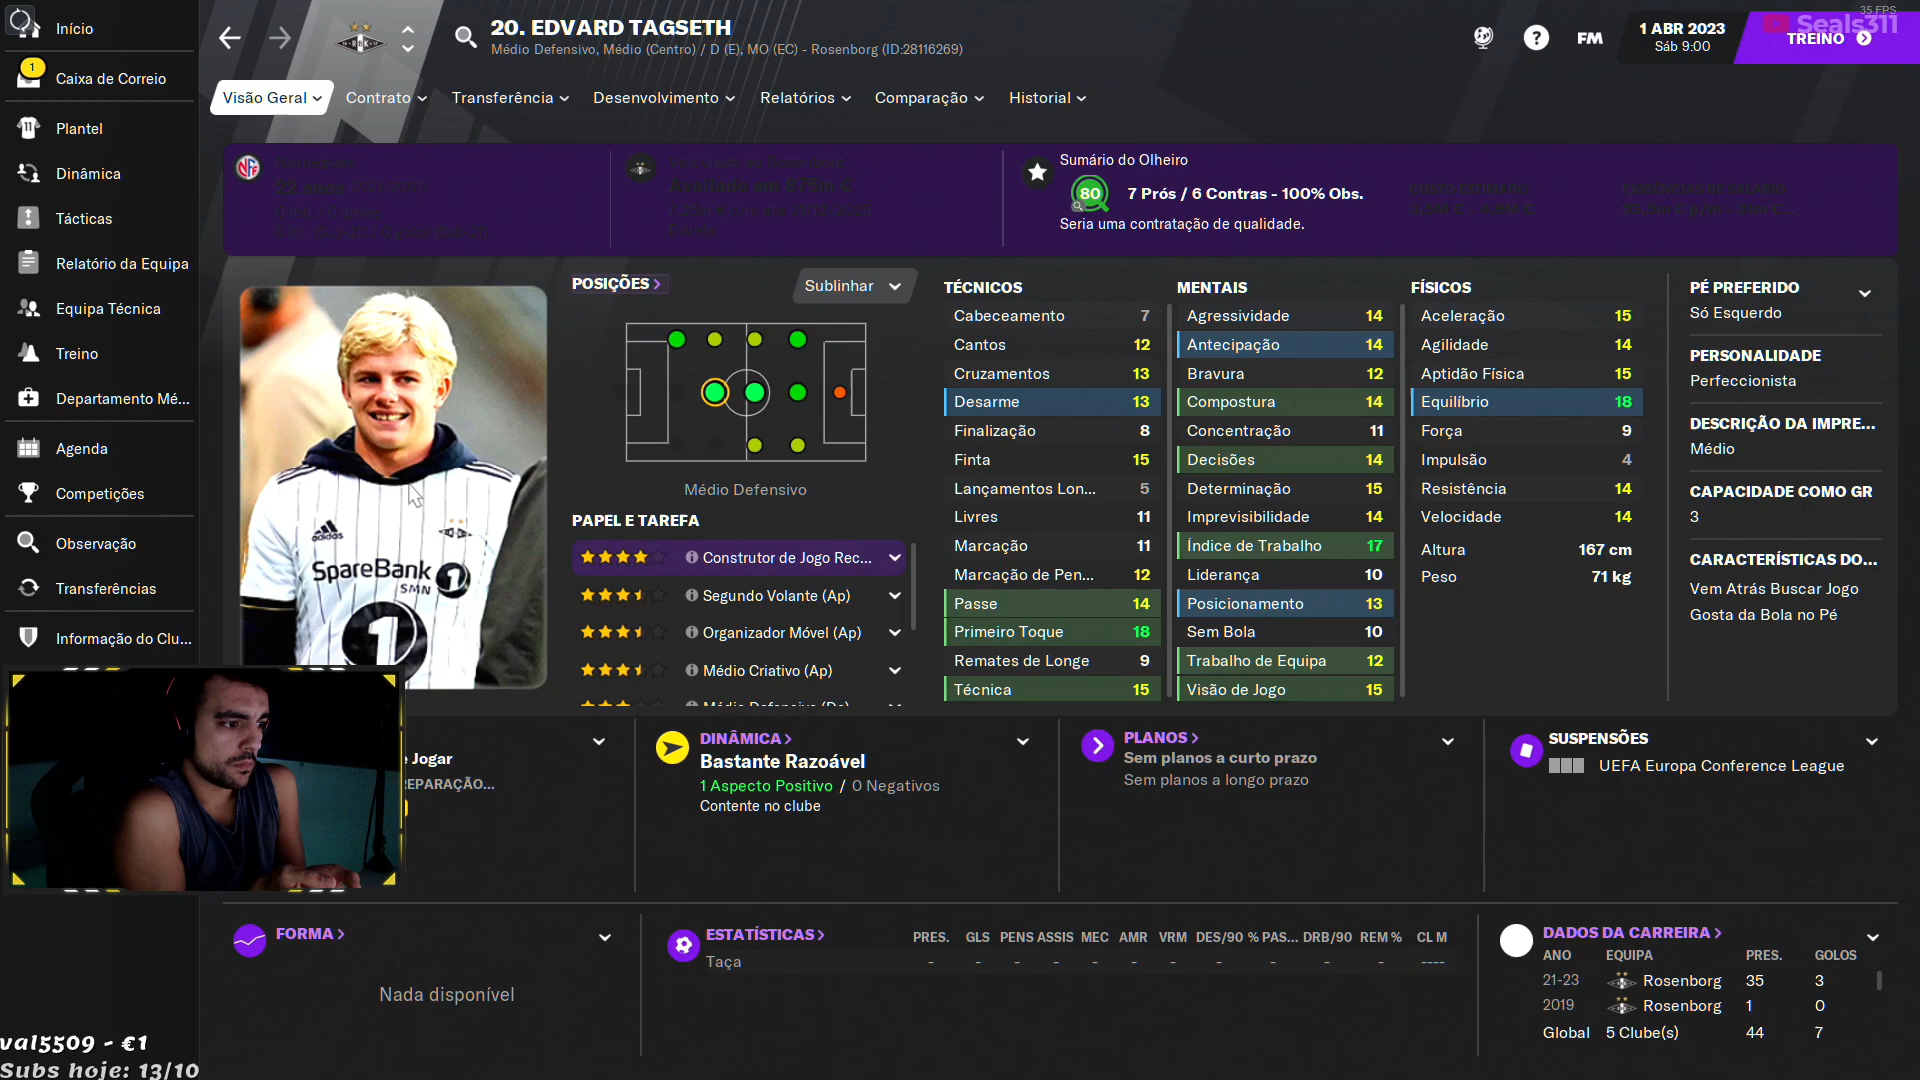 35 FPS
Seals311
Início
1
Caixa de Correio
Plantel
Dinâmica
Tácticas
Relatório da Equipa
Equipa Técnica
Treino
Departamento Mé...
Agenda
Competições
Observação
Transferências
Informação do Clu...
20. EDVARD TAGSETH
Médio Defensivo, Médio (Centro) / D (E), MO (EC) - Rosenborg (ID:28116269)
FM
1 ABR 2023
Sáb 9:00
TREINO
Visão Geral
Contrato
Transferência
Desenvolvimento
Relatórios
Comparação
Historial
Sumário do Olheiro
80
7 Prós / 6 Contras - 100% Obs.
Seria uma contratação de qualidade.
POSIÇÕES
Sublinhar
Médio Defensivo
PAPEL E TAREFA
Construtor de Jogo Rec...
Segundo Volante (Ap)
Organizador Móvel (Ap)
Médio Criativo (Ap)
TÉCNICOS
Cabeceamento 7
Cantos 12
Cruzamentos 13
Desarme 13
Finalização 8
Finta 15
Lançamentos Lon... 5
Livres 11
Marcação 11
Marcação de Pen... 12
Passe 14
Primeiro Toque 18
Remates de Longe 9
Técnica 15
MENTAIS
Agressividade 14
Antecipação 14
Bravura 12
Compostura 14
Concentração 11
Decisões 14
Determinação 15
Imprevisibilidade 14
Índice de Trabalho 17
Liderança 10
Posicionamento 13
Sem Bola 10
Trabalho de Equipa 12
Visão de Jogo 15
FÍSICOS
Aceleração 15
Agilidade 14
Aptidão Física 15
Equilíbrio 18
Força 9
Impulsão 4
Resistência 14
Velocidade 14
Altura 167 cm
Peso 71 kg
PÉ PREFERIDO
Só Esquerdo
PERSONALIDADE
Perfeccionista
DESCRIÇÃO DA IMPRE...
Médio
CAPACIDADE COMO GR
3
CARACTERÍSTICAS DO...
Vem Atrás Buscar Jogo
Gosta da Bola no Pé
adidas
SpareBank 1
SMN
1
e Jogar
EPARAÇÃO...
DINÂMICA
Bastante Razoável
1 Aspecto Positivo / 0 Negativos
Contente no clube
PLANOS
Sem planos a curto prazo
Sem planos a longo prazo
SUSPENSÕES
UEFA Europa Conference League
FORMA
Nada disponível
ESTATÍSTICAS PRES. GLS PENS ASSIS MEC AMR VRM DES/90 % PAS... DRB/90 REM % CL M
Taça - - - - - - - - - - - ----
DADOS DA CARREIRA
ANO EQUIPA PRES. GOLOS
21-23 Rosenborg 35 3
2019 Rosenborg 1 0
Global 5 Clube(s) 44 7
val5509 - €1
Subs hoje: 13/10